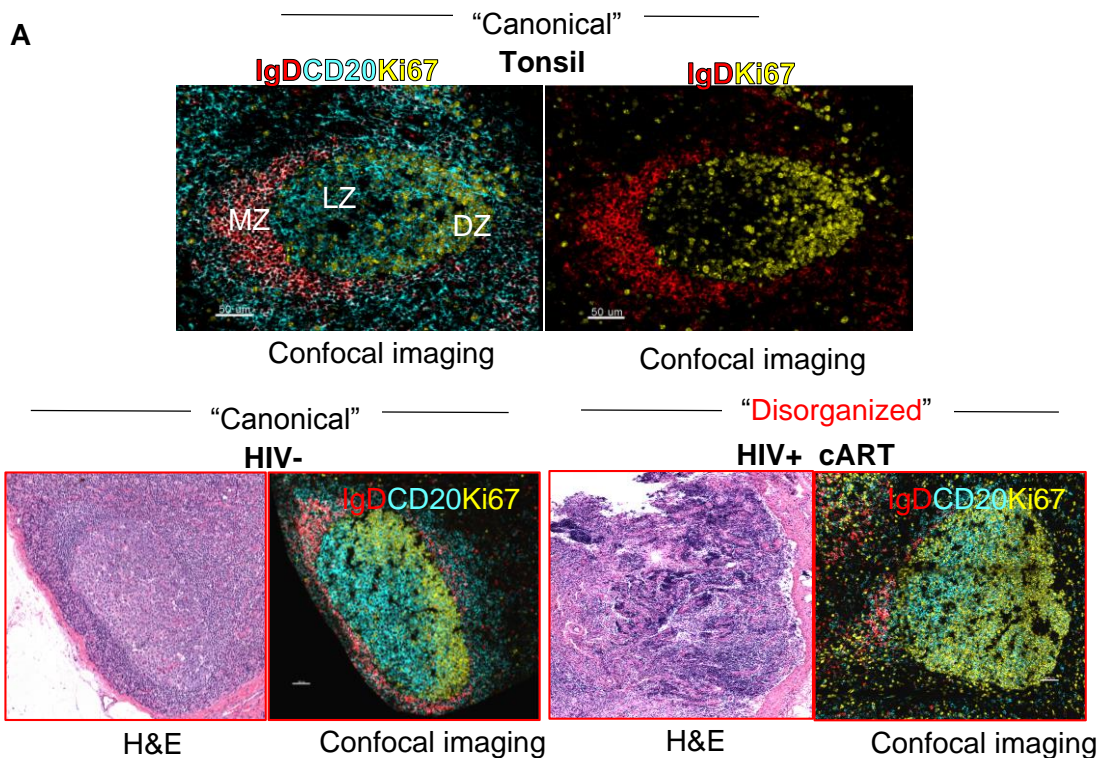 A
“Canonical”
Tonsil
IgDCD20Ki67
IgDKi67
MZ
LZ
DZ
50 um
50 um
Confocal imaging
Confocal imaging
“Canonical”
“Disorganized”
HIV-
HIV+ cART
IgDCD20Ki67
IgDCD20Ki67
H&E
Confocal imaging
H&E
Confocal imaging